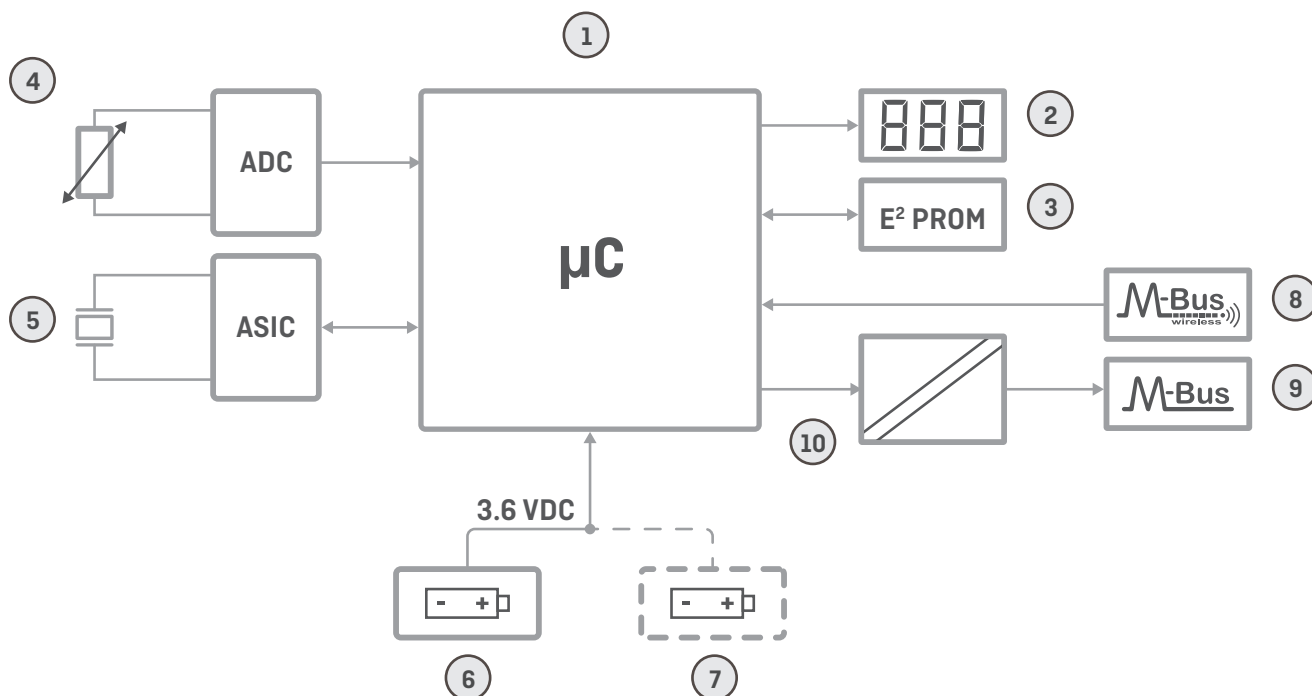 1
4
ADC
888
2
µC
E² PROM
3
5
ASIC
M-Bus
wireless
8
M-Bus
9
10
3.6 VDC
- +
- +
6
7